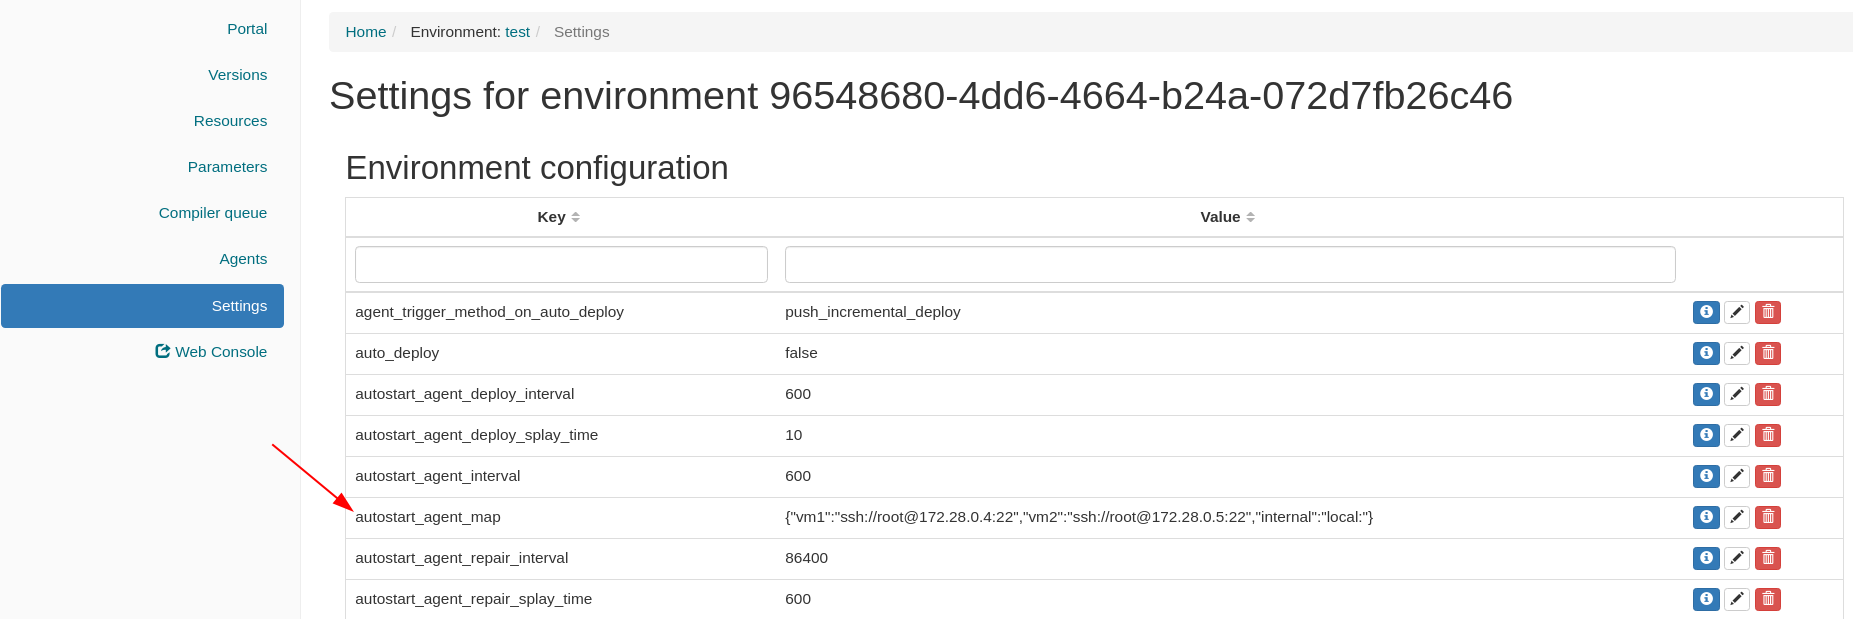 Portal
Versions
Resources
Parameters
Compiler queue
Agents
Settings
Web Console
Home / Environment: test / Settings
Settings for environment 96548680-4dd6-4664-b24a-072d7fb26c46
Environment configuration
Key Value
agent_trigger_method_on_auto_deploy push_incremental_deploy
auto_deploy false
autostart_agent_deploy_interval 600
autostart_agent_deploy_splay_time 10
autostart_agent_interval 600
autostart_agent_map {"vm1":"ssh://root@172.28.0.4:22","vm2":"ssh://root@172.28.0.5:22","internal":"local:"}
autostart_agent_repair_interval 86400
autostart_agent_repair_splay_time 600